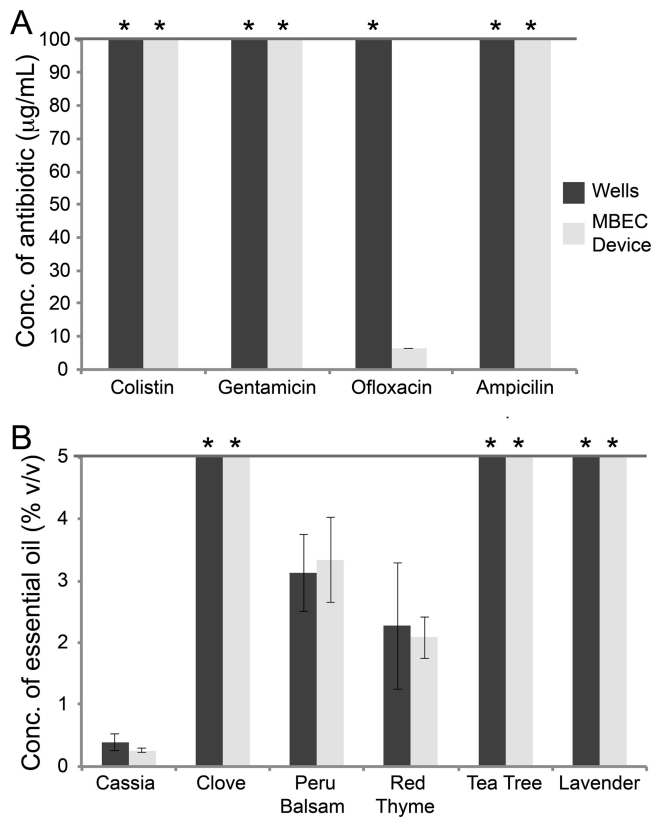 A
* * * * * * *
100
90
80
70
60
50
40
30
20
10
0
Conc. of antibiotic (μg/mL)
Colistin Gentamicin Ofloxacin Ampicilin
Wells
MBEC
Device
B
* * * * * *
5
4
3
2
1
0
Conc. of essential oil (% v/v)
Cassia Clove Peru Red Tea Tree Lavender
Balsam Thyme